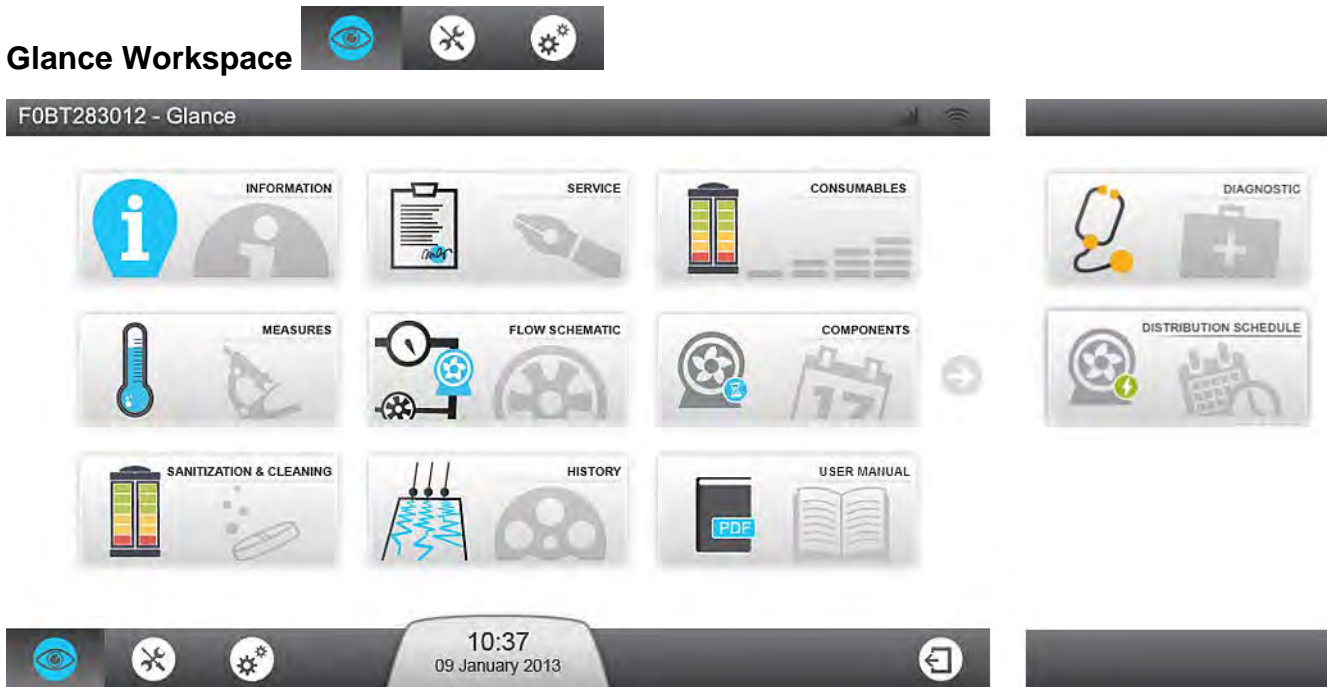 Glance Workspace
F0BT283012 - Glance
INFORMATION
SERVICE
CONSUMABLES
DIAGNOSTIC
MEASURES
FLOW SCHEMATIC
COMPONENTS
17
DISTRIBUTION SCHEDULE
SANITIZATION & CLEANING
HISTORY
USER MANUAL
PDF
10:37
09 January 2013